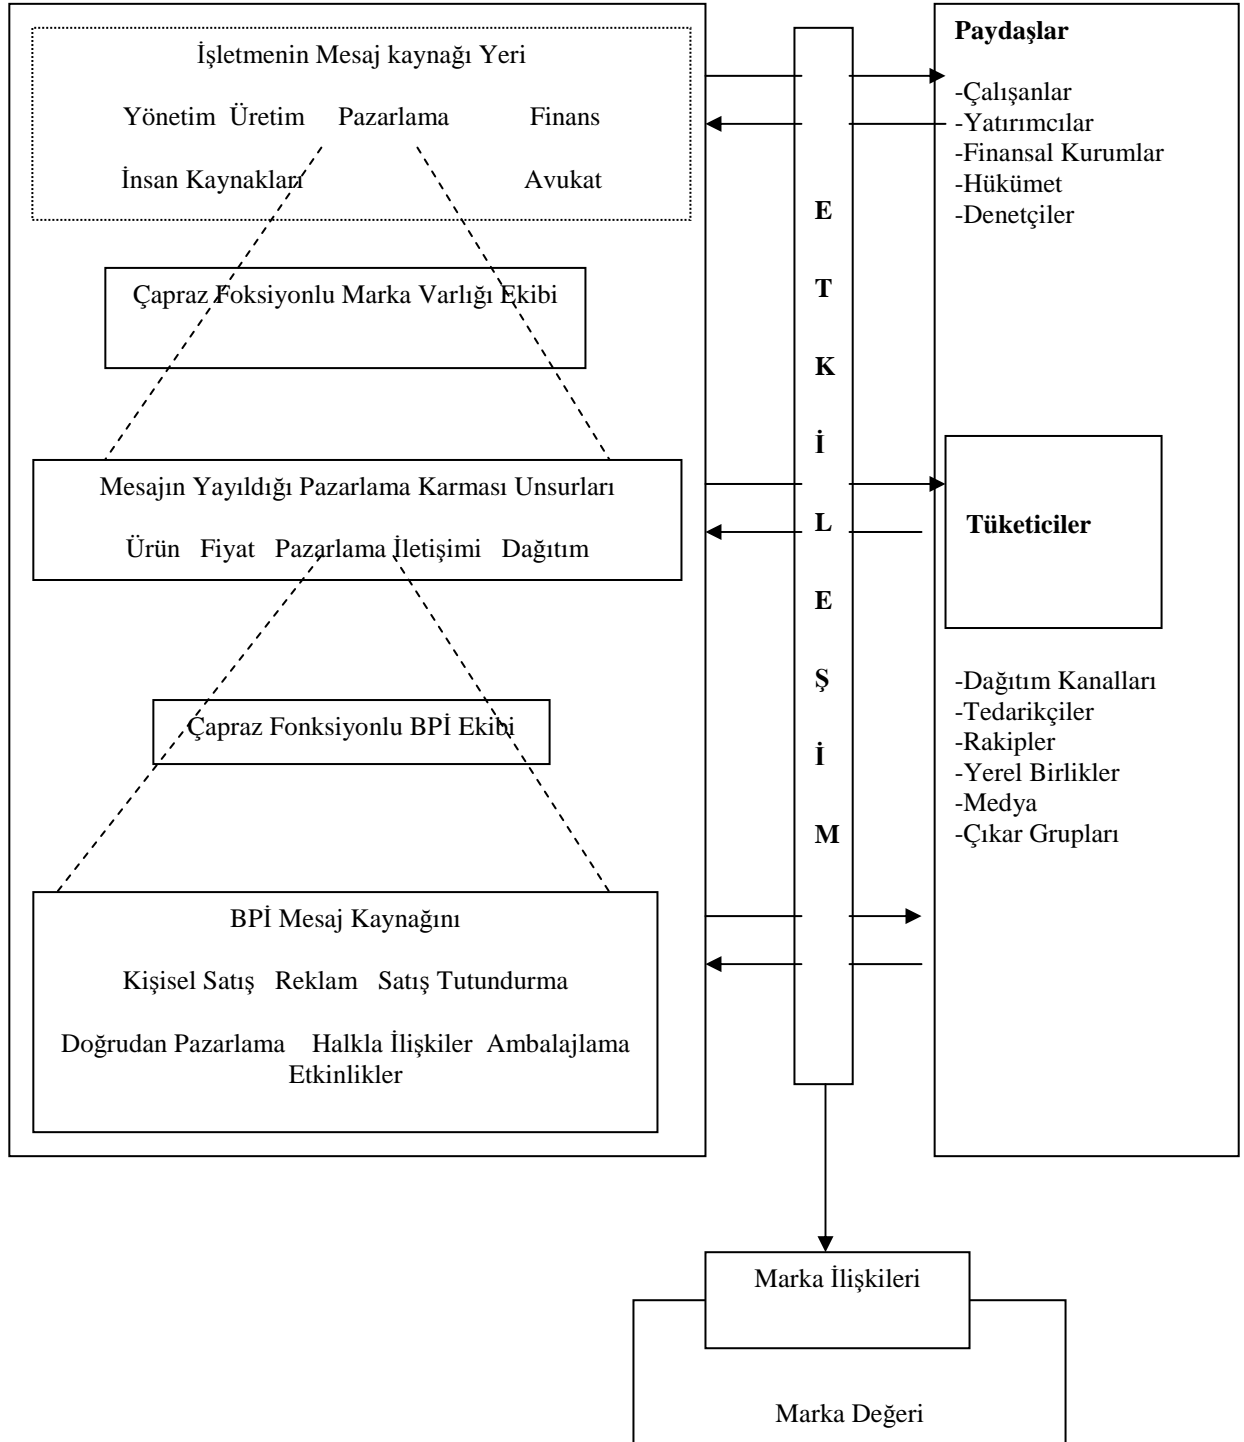 İşletmenin Mesaj kaynağı Yeri
Yönetim Üretim Pazarlama Finans
İnsan Kaynakları Avukat
Çapraz Foksiyonlu Marka Varlığı Ekibi
Mesajın Yayıldığı Pazarlama Karması Unsurları
Ürün Fiyat Pazarlama İletişimi Dağıtım
Çapraz Fonksiyonlu BPİ Ekibi
BPİ Mesaj Kaynağını
Kişisel Satış Reklam Satış Tutundurma
Doğrudan Pazarlama Halkla İlişkiler Ambalajlama
Etkinlikler
E
T
K
İ
L
E
Ş
İ
M
Paydaşlar
-Çalışanlar
-Yatırımcılar
-Finansal Kurumlar
-Hükümet
-Denetçiler
Tüketiciler
-Dağıtım Kanalları
-Tedarikçiler
-Rakipler
-Yerel Birlikler
-Medya
-Çıkar Grupları
Marka İlişkileri
Marka Değeri